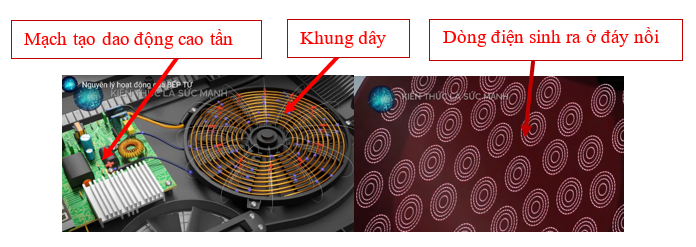 Mạch tạo dao động cao tần
Khung dây
Dòng điện sinh ra ở đáy nồi
Nguyên lý hoạt động của BẾP TỪ
KIẾN THỨC LÀ SỨC MẠNH
KIẾN THỨC LÀ SỨC MẠNH